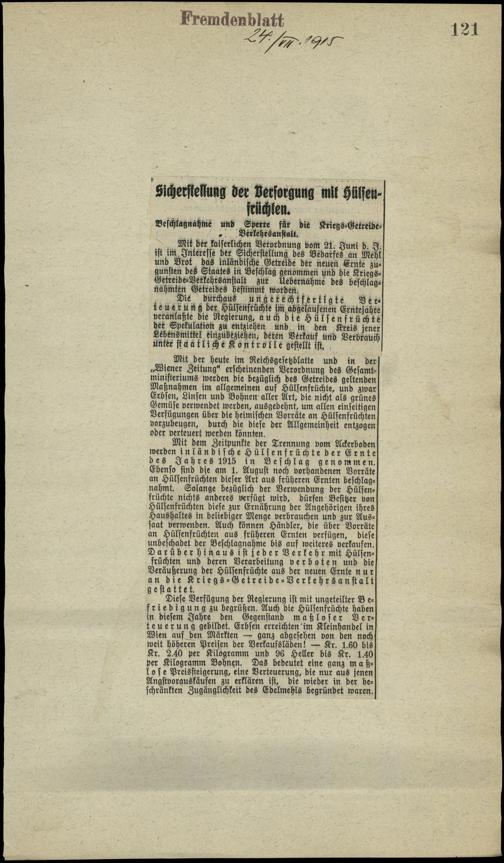 Fremdenblatt
24./VII. 1915
121
Sicherstellung der Versorgung mit Hülsen-
früchten.
Beschlagnahme und Sperre für die Kriegs-Getreide-
Verkehrsanstalt.
Mit der kaiserlichen Verordnung vom 21. Juni d. J.
ist im Interesse der Sicherstellung des Bedarfes an Mehl
und Brot das inländische Getreide der neuen Ernte zu-
gunsten des Staates in Beschlag genommen und die Kriegs-
Getreide-Verkehrsanstalt zur Uebernahme des beschlag-
nahmten Getreides bestimmt worden.
Die durchaus ungerechtfertigte Ver-
teuerung der Hülsenfrüchte im abgelaufenen Erntejahre
veranlaßte die Regierung, auch die Hülsenfrüchte
der Spekulation zu entziehen und in den Kreis jener
Lebensmittel einzubeziehen, deren Verkauf und Verbrauch
unter staatliche Kontrolle gestellt ist.
Mit der heute im Reichsgesetzblatte und in der
„Wiener Zeitung" erscheinenden Verordnung des Gesamt-
ministeriums werden die bezüglich des Getreides geltenden
Maßnahmen im allgemeinen auf Hülsenfrüchte, und zwar
Erbsen, Linsen und Bohnen aller Art, die nicht als grünes
Gemüse verwendet werden, ausgedehnt, um allen einseitigen
Verfügungen über die heimischen Vorräte an Hülsenfrüchten
vorzubeugen, durch die diese der Allgemeinheit entzogen
oder verteuert werden könnten.
Mit dem Zeitpunkte der Trennung vom Ackerboden
werden inländische Hülsenfrüchte der Ernte
des Jahres 1915 in Beschlag genommen.
Ebenso sind die am 1. August noch vorhandenen Vorräte
an Hülsenfrüchten dieser Art aus früheren Ernten beschlag-
nahmt. Solange bezüglich der Verwendung der Hülsen-
früchte nichts anderes verfügt wird, dürfen Besitzer von
Hülsenfrüchten diese zur Ernährung der Angehörigen ihres
Haushaltes in beliebiger Menge verbrauchen und zur Aus-
saat verwenden. Auch können Händler, die über Vorräte
an Hülsenfrüchten aus früheren Ernten verfügen, diese
unbeschadet der Beschlagnahme bis auf weiteres verkaufen.
Darüber hinaus ist jeder Verkehr mit Hülsen-
früchten und deren Verarbeitung verboten und die
Veräußerung der Hülsenfrüchte aus der neuen Ernte nur
an die Kriegs-Getreide-Verkehrsanstalt
gestattet.
Diese Verfügung der Regierung ist mit ungeteilter Be-
friedigung zu begrüßen. Auch die Hülsenfrüchte haben
in diesem Jahre den Gegenstand maßloser Ver-
teuerung gebildet. Erbsen erreichten im Kleinhandel in
Wien auf den Märkten — ganz abgesehen von den noch
weit höheren Preisen der Verkaufsläden! — Kr. 1.60 bis
Kr. 2.40 per Kilogramm und 96 Heller bis Kr. 1.40
per Kilogramm Bohnen. Das bedeutet eine ganz maß-
lose Preissteigerung, eine Verteuerung, die nur aus jenen
Angstvorauskäufen zu erklären ist, die wieder in der be-
schränkten Zugänglichkeit des Edelmehls begründet waren.